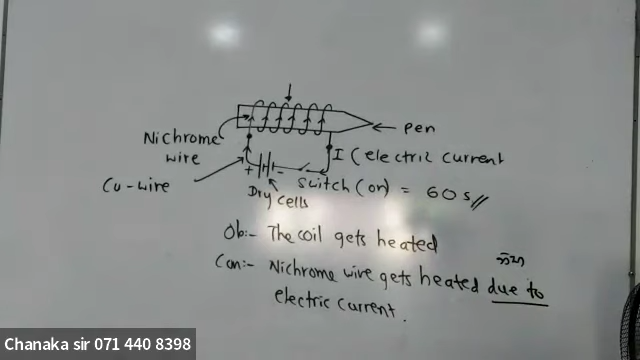 Nichrome wire
pen
I (electric current
+ -
Cu-wire
Dry cells
switch (on) = 60 s //
Ob:- The coil gets heated
Con:- Nichrome wire gets heated due to
electric current.
Chanaka sir 071 440 8398